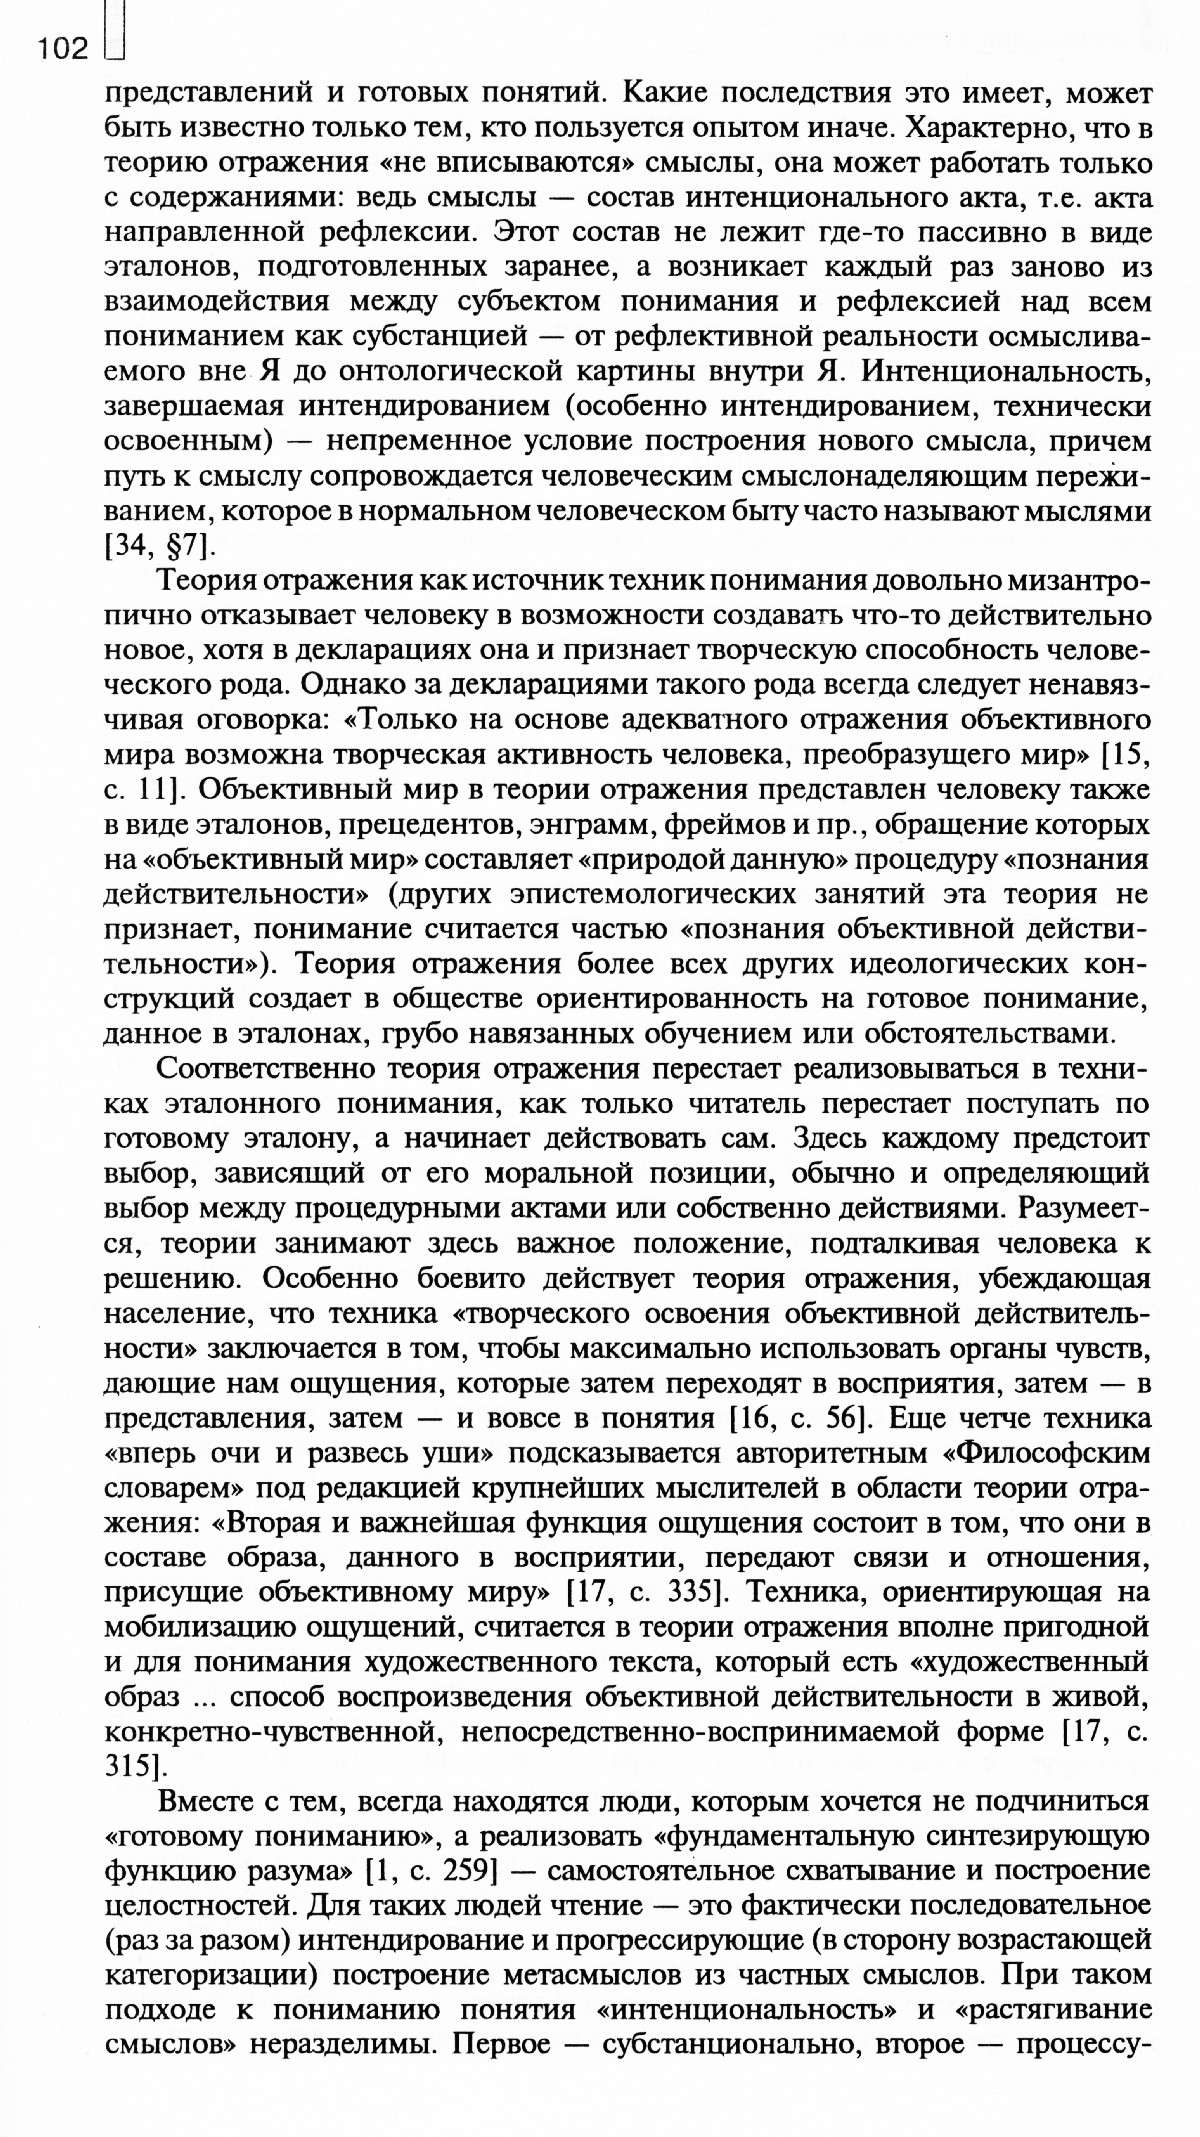 102
представлений и готовых понятий. Какие последствия это имеет, может
быть известно только тем, кто пользуется опытом иначе. Характерно, что в
теорию отражения «не вписываются» смыслы, она может работать только
с содержаниями: ведь смыслы — состав интенционального акта, т.е. акта
направленной рефлексии. Этот состав не лежит где-то пассивно в виде
эталонов, подготовленных заранее, а возникает каждый раз заново из
взаимодействия между субъектом понимания и рефлексией над всем
пониманием как субстанцией — от рефлективной реальности осмыслива-
емого вне Я до онтологической картины внутри Я. Интенциональность,
завершаемая интендированием (особенно интендированием, технически
освоенным) — непременное условие построения нового смысла, причем
путь к смыслу сопровождается человеческим смыслонаделяющим пережи-
ванием, которое в нормальном человеческом быту часто называют мыслями
[34, §7].
Теория отражения как источник техник понимания довольно мизантро-
пично отказывает человеку в возможности создавать что-то действительно
новое, хотя в декларациях она и признает творческую способность челове-
ческого рода. Однако за декларациями такого рода всегда следует ненавяз-
чивая оговорка: «Только на основе адекватного отражения объективного
мира возможна творческая активность человека, преобразущего мир» [15,
с. 11]. Объективный мир в теории отражения представлен человеку также
в виде эталонов, прецедентов, энграмм, фреймов и пр., обращение которых
на «объективный мир» составляет «природой данную» процедуру «познания
действительности» (других эпистемологических занятий эта теория не
признает, понимание считается частью «познания объективной действи-
тельности»). Теория отражения более всех других идеологических кон-
струкций создает в обществе ориентированность на готовое понимание,
данное в эталонах, грубо навязанных обучением или обстоятельствами.
Соответственно теория отражения перестает реализовываться в техни-
ках эталонного понимания, как только читатель перестает поступать по
готовому эталону, а начинает действовать сам. Здесь каждому предстоит
выбор, зависящий от его моральной позиции, обычно и определяющий
выбор между процедурными актами или собственно действиями. Разумеет-
ся, теории занимают здесь важное положение, подталкивая человека к
решению. Особенно боевито действует теория отражения, убеждающая
население, что техника «творческого освоения объективной действитель-
ности» заключается в том, чтобы максимально использовать органы чувств,
дающие нам ощущения, которые затем переходят в восприятия, затем — в
представления, затем — и вовсе в понятия [16, с. 56]. Еще четче техника
«вперь очи и развесь уши» подсказывается авторитетным «Философским
словарем» под редакцией крупнейших мыслителей в области теории отра-
жения: «Вторая и важнейшая функция ощущения состоит в том, что они в
составе образа, данного в восприятии, передают связи и отношения,
присущие объективному миру» [17, с. 335]. Техника, ориентирующая на
мобилизацию ощущений, считается в теории отражения вполне пригодной
и для понимания художественного текста, который есть «художественный
образ ... способ воспроизведения объективной действительности в живой,
конкретно-чувственной, непосредственно-воспринимаемой форме [17, с.
315].
Вместе с тем, всегда находятся люди, которым хочется не подчиниться
«готовому пониманию», а реализовать «фундаментальную синтезирующую
функцию разума» [1, с. 259] — самостоятельное схватывание и построение
целостностей. Для таких людей чтение — это фактически последовательное
(раз за разом) интендирование и прогрессирующие (в сторону возрастающей
категоризации) построение метасмыслов из частных смыслов. При таком
подходе к пониманию понятия «интенциональность» и «растягивание
смыслов» неразделимы. Первое — субстанционально, второе — процессу-